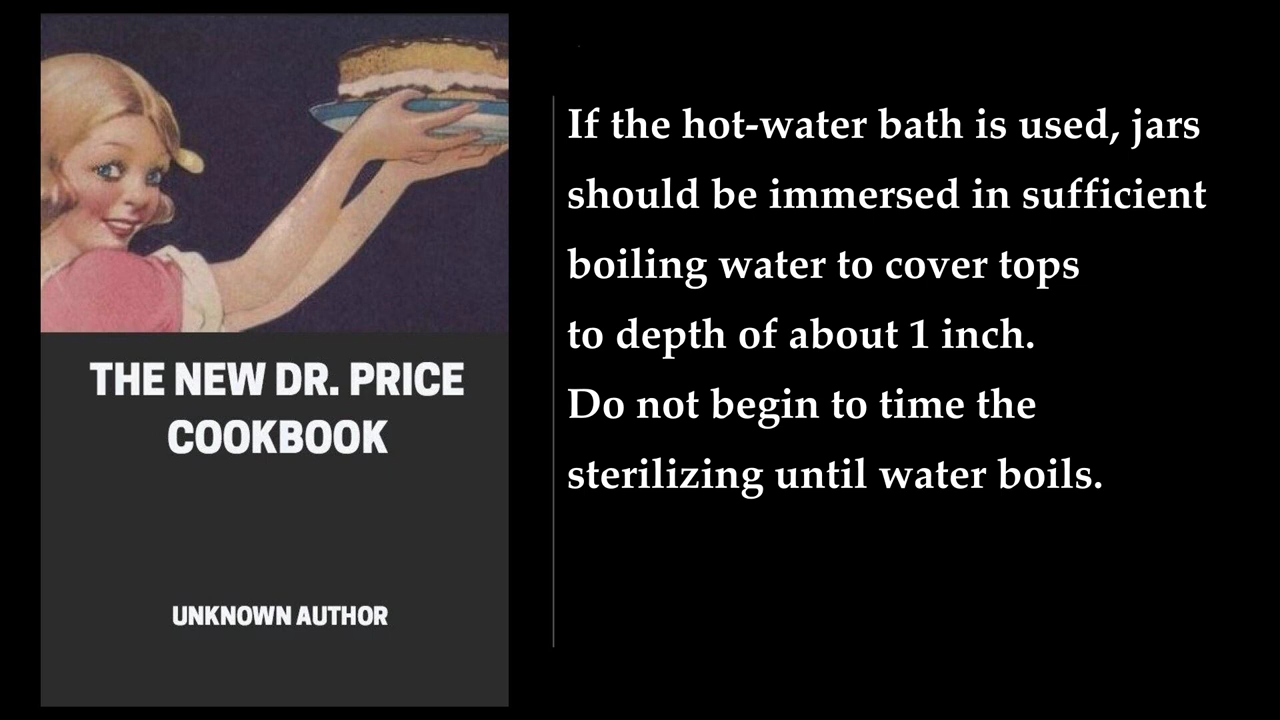 THE NEW DR. PRICE
COOKBOOK
UNKNOWN AUTHOR
If the hot-water bath is used, jars
should be immersed in sufficient
boiling water to cover tops
to depth of about 1 inch.
Do not begin to time the
sterilizing until water boils.